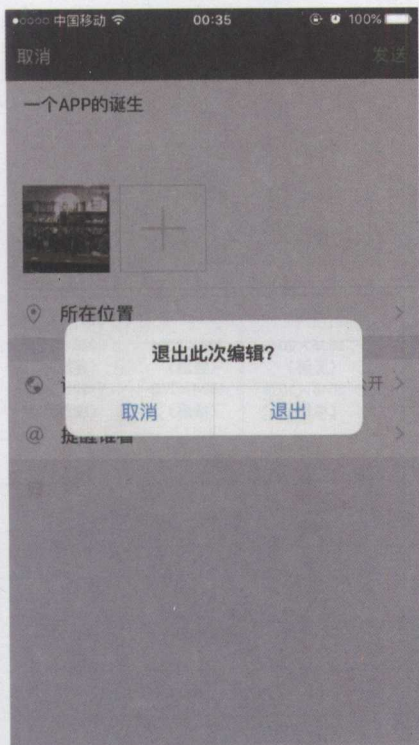 中国移动 00:35 100%
取消 发送
一个APP的诞生
所在位置
退出此次编辑?
公开
取消 退出
@ 提醒谁看